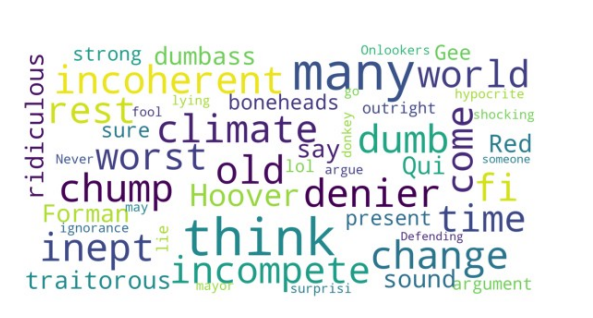 strong dumbass Onlookers Gee
incoherent many world
ridiculous rest fool lying boneheads go outright hypocrite
sure climate donkey dumb come shocking
Never worst say argue Red
old lol Qui someone
chump Hoover denier fi
Forman may present time
ignorance lie think Defending
inept change
traitorous incompete sound argument
mayor surprisi